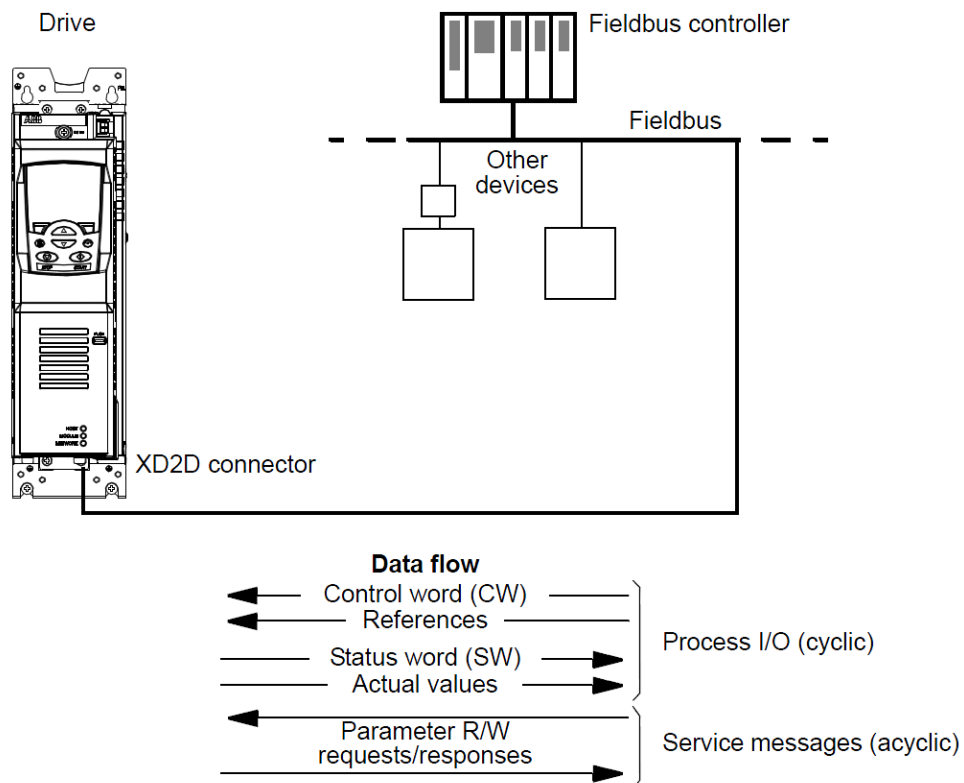 Drive
Fieldbus controller
Fieldbus
Other
devices
ABB
XD2D connector
Data flow
Control word (CW)
References
Status word (SW)
Actual values
Process I/O (cyclic)
Parameter R/W
requests/responses
Service messages (acyclic)